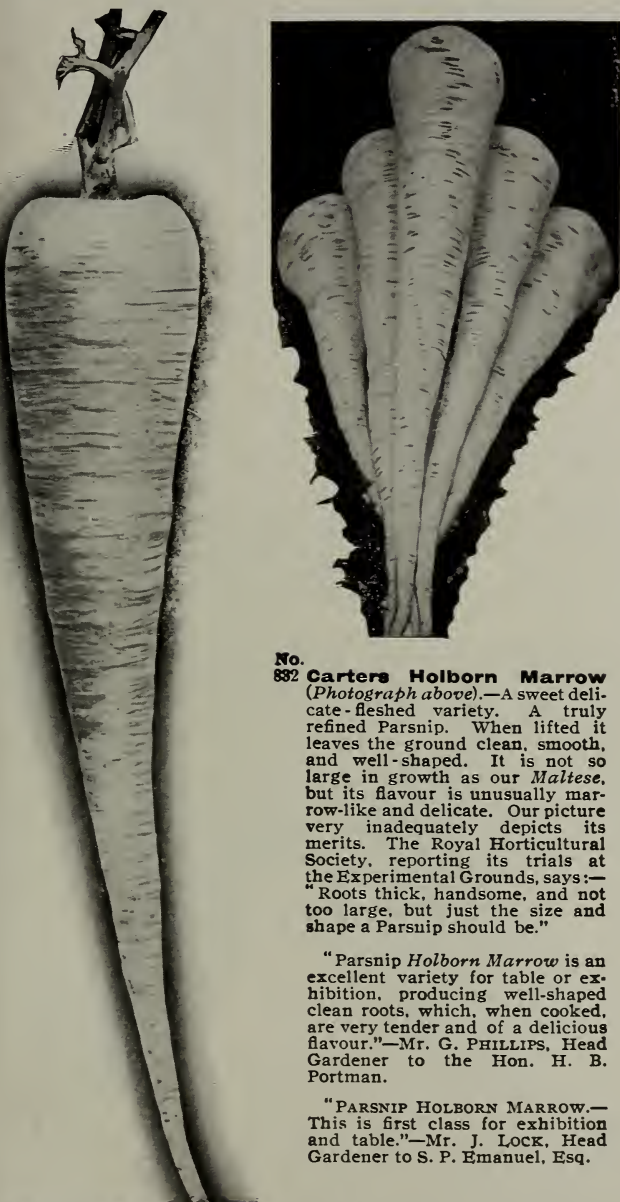 No.
882 Carters Holborn Marrow
(Photograph above).—A sweet deli-
cate-fleshed variety. A truly
refined Parsnip. When lifted it
leaves the ground clean, smooth,
and well-shaped. It is not so
large in growth as our Maltese,
but its flavour is unusually mar-
row-like and delicate. Our picture
very inadequately depicts its
merits. The Royal Horticultural
Society, reporting its trials at
the Experimental Grounds, says:—
"Roots thick, handsome, and not
too large, but just the size and
shape a Parsnip should be."
"Parsnip Holborn Marrow is an
excellent variety for table or ex-
hibition, producing well-shaped
clean roots, which, when cooked,
are very tender and of a delicious
flavour."—Mr. G. PHILLIPS, Head
Gardener to the Hon. H. B.
Portman.
"PARSNIP HOLBORN MARROW.—
This is first class for exhibition
and table."—Mr. J. LOCK, Head
Gardener to S. P. Emanuel, Esq.